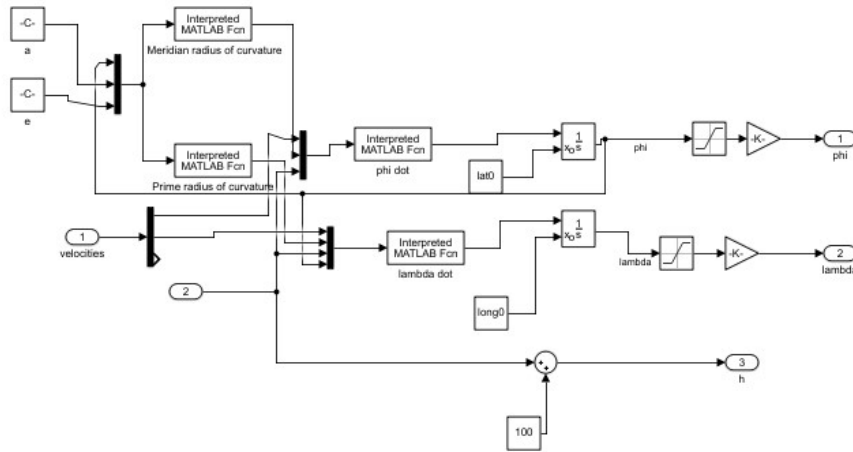 -C-
a
-C-
e
Interpreted
MATLAB Fcn
Meridian radius of curvature
Interpreted
MATLAB Fcn
Prime radius of curvature
1
velocities
2
Interpreted
MATLAB Fcn
phi dot
lat0
1
s
xo
phi
-K-
1
phi
Interpreted
MATLAB Fcn
lambda dot
long0
1
s
xo
lambda
-K-
2
lambda
100
+
+
3
h